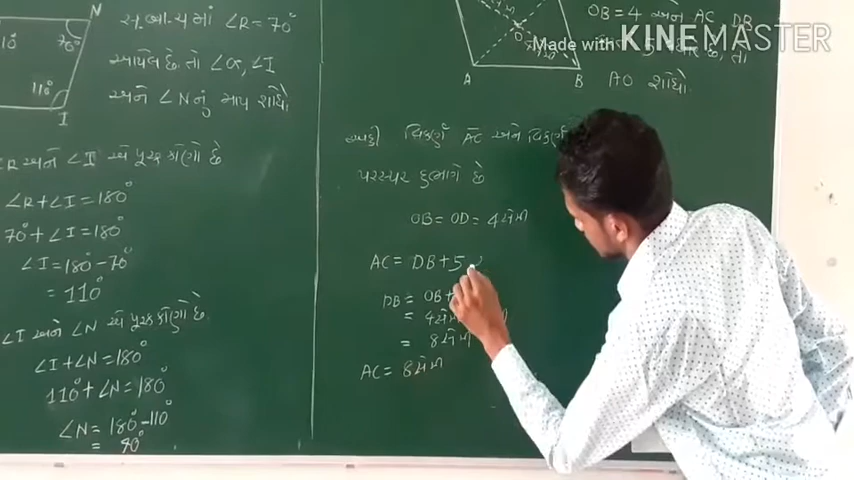 N
સ.બા.ચ માં ∠R = 70°
110°
70°
આપેલ છે. તો ∠α, ∠I
110°
અને ∠N નું માપ શોધો.
I
∠R અને ∠I એ પૂરક કોણો છે
∠R + ∠I = 180°
70° + ∠I = 180°
∠I = 180° - 70°
= 110°
∠I અને ∠N એ પૂરક કોણો છે.
∠I + ∠N = 180°
110° + ∠N = 180°
∠N = 180° - 110°
= 90°
O
A
B
OB = 4 અને AC, DB
છે, તો
AO શોધો.
અહી વિકર્ણ AC અને વિકર્ણ
પરસ્પર દુભાગે છે
OB = OD = 4 સેમી
AC = DB + 5
DB = OB +
= 4 સેમી
= 8 સેમી
AC = 8 સેમી
Made with KINEMASTER